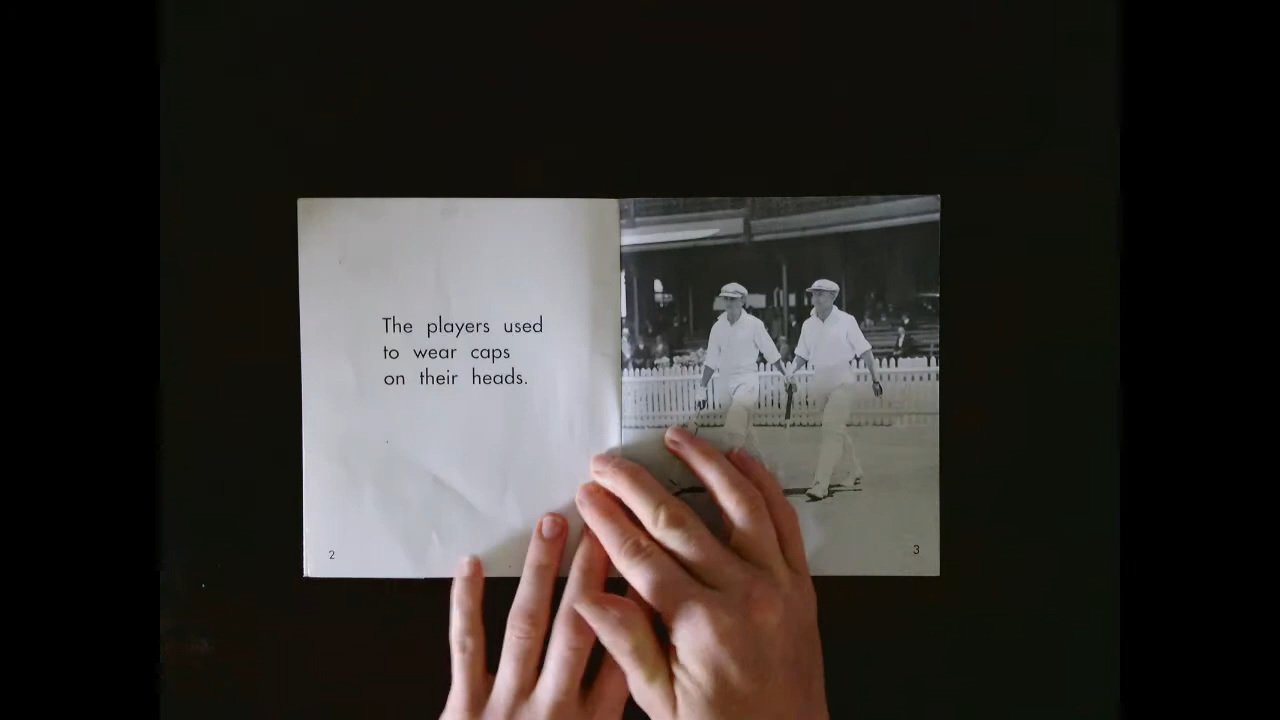 The players used
to wear caps
on their heads.
2
3